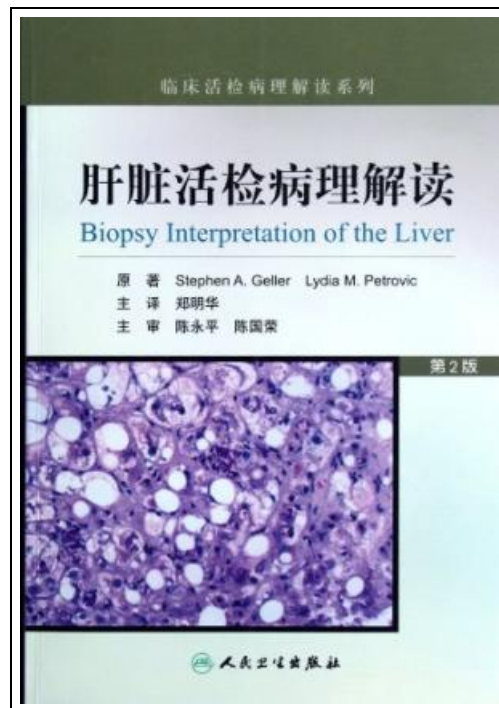 临床活检病理解读系列
肝脏活检病理解读
Biopsy Interpretation of the Liver
原 著 Stephen A. Geller Lydia M. Petrovic
主 译 郑明华
主 审 陈永平 陈国荣
第2版
人民卫生出版社